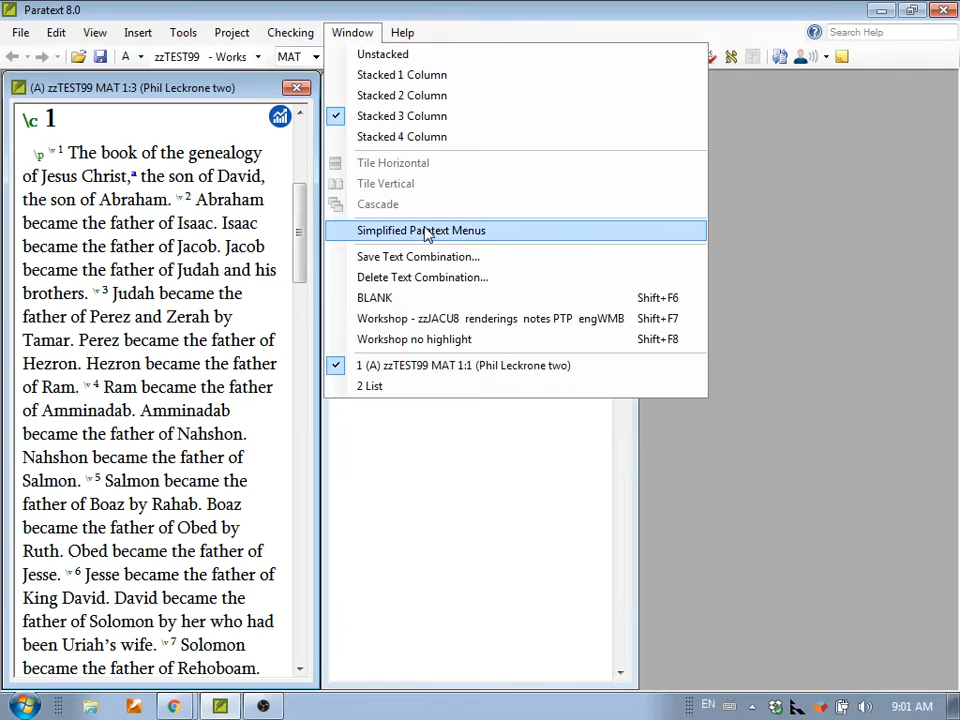 Paratext 8.0
File Edit View Insert Tools Project Checking Window Help
Search Help
A zzTEST99 - Works MAT
(A) zzTEST99 MAT 1:3 (Phil Leckrone two)
\c 1
\p \v 1 The book of the genealogy
of Jesus Christ,a the son of David,
the son of Abraham. \v 2 Abraham
became the father of Isaac. Isaac
became the father of Jacob. Jacob
became the father of Judah and his
brothers. \v 3 Judah became the
father of Perez and Zerah by
Tamar. Perez became the father of
Hezron. Hezron became the father
of Ram. \v 4 Ram became the father
of Amminadab. Amminadab
became the father of Nahshon.
Nahshon became the father of
Salmon. \v 5 Salmon became the
father of Boaz by Rahab. Boaz
became the father of Obed by
Ruth. Obed became the father of
Jesse. \v 6 Jesse became the father of
King David. David became the
father of Solomon by her who had
been Uriah's wife. \v 7 Solomon
became the father of Rehoboam.
Unstacked
Stacked 1 Column
Stacked 2 Column
Stacked 3 Column
Stacked 4 Column
Tile Horizontal
Tile Vertical
Cascade
Simplified Paratext Menus
Save Text Combination...
Delete Text Combination...
BLANK Shift+F6
Workshop - zzJACU8 renderings notes PTP engWMB Shift+F7
Workshop no highlight Shift+F8
1 (A) zzTEST99 MAT 1:1 (Phil Leckrone two)
2 List
EN 9:01 AM